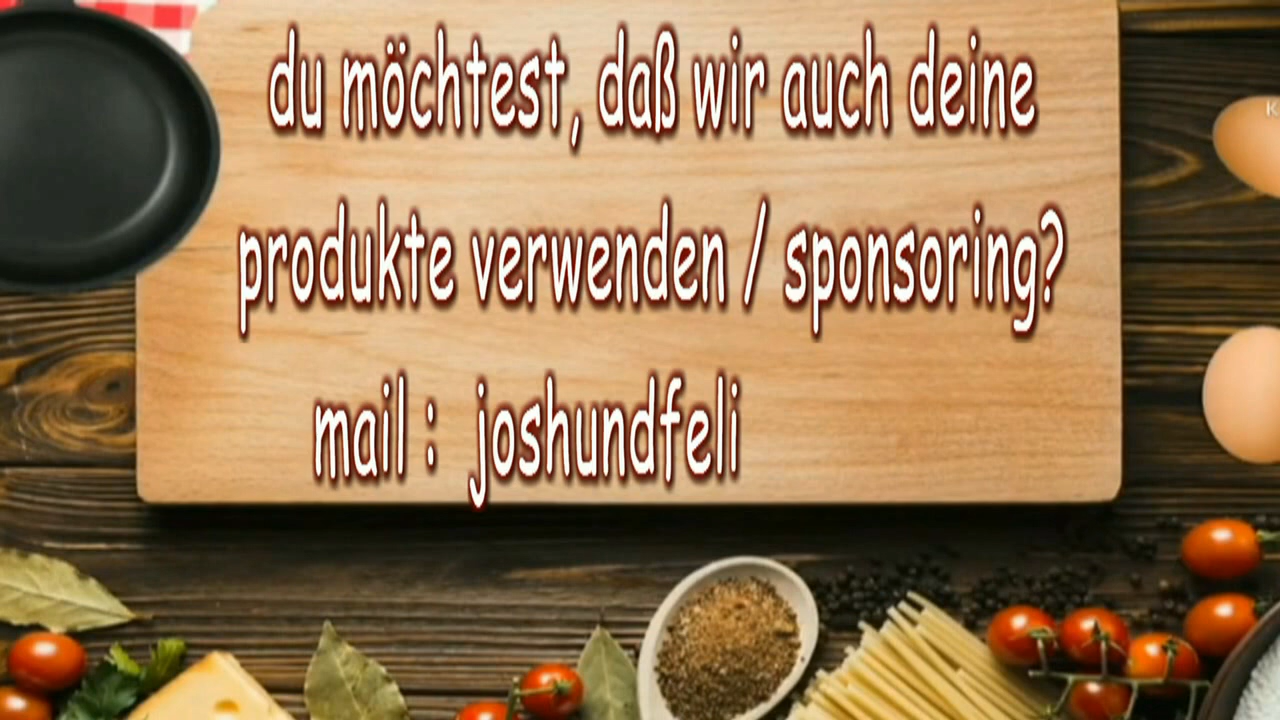 du möchtest, daß wir auch deine
produkte verwenden / sponsoring?
mail : joshundfeli